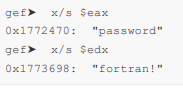 gef➤ x/s $eax
0x1772470: "password"
gef➤ x/s $edx
0x1773698: "fortran!"